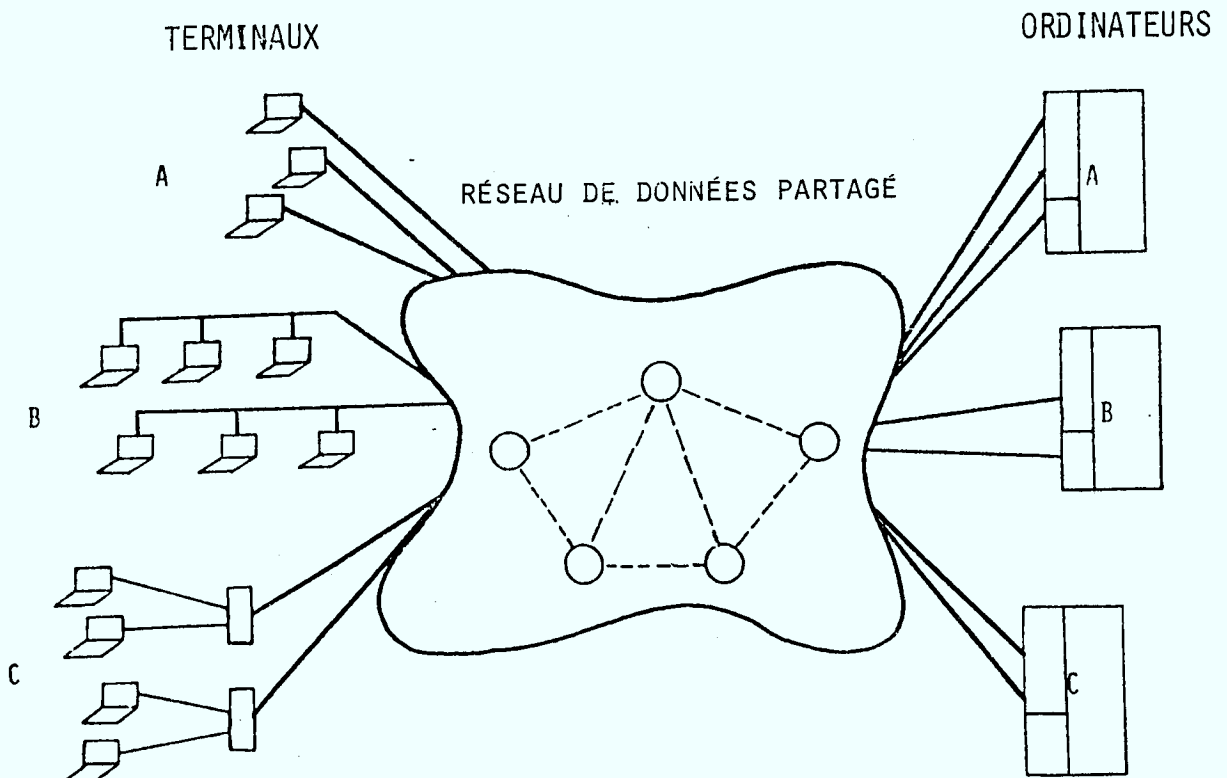 TERMINAUX
ORDINATEURS
A
RÉSEAU DE DONNÉES PARTAGÉ
A
B
B
C
C